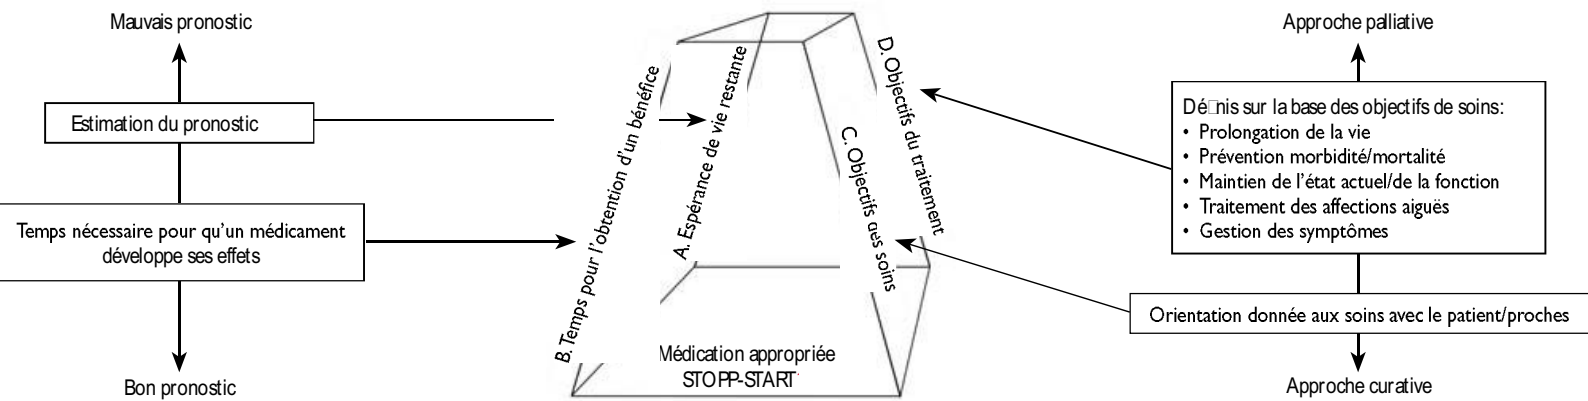 Mauvais pronostic
Estimation du pronostic
Temps nécessaire pour qu'un médicament
développe ses effets
Bon pronostic
B. Temps pour l'obtention d'un bénéfice
A. Espérance de vie restante
C. Objectifs des soins
D. Objectifs du traitement
Médication appropriée
STOPP-START
Approche palliative
Dé□nis sur la base des objectifs de soins:
• Prolongation de la vie
• Prévention morbidité/mortalité
• Maintien de l'état actuel/de la fonction
• Traitement des affections aiguës
• Gestion des symptômes
Orientation donnée aux soins avec le patient/proches
Approche curative